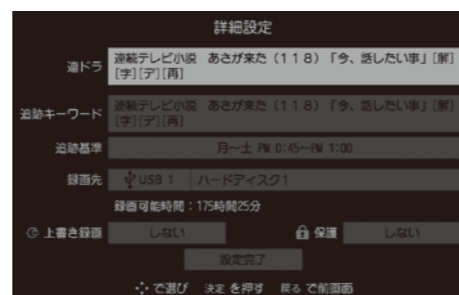 詳細設定
連ドラ 連続テレビ小説 あさが来た(118)「今、話したい事」[解]
[字][デ][再]
追跡キーワード 連続テレビ小説 あさが来た(118)「今、話したい事」[解]
[字][デ][再]
追跡基準 月~土 PM 0:45~PM 1:00
録画先 USB 1 ハードディスク1
録画可能時間:175時間25分
上書き録画 しない 保護 しない
設定完了
で選び 決定 を押す 戻る で前画面